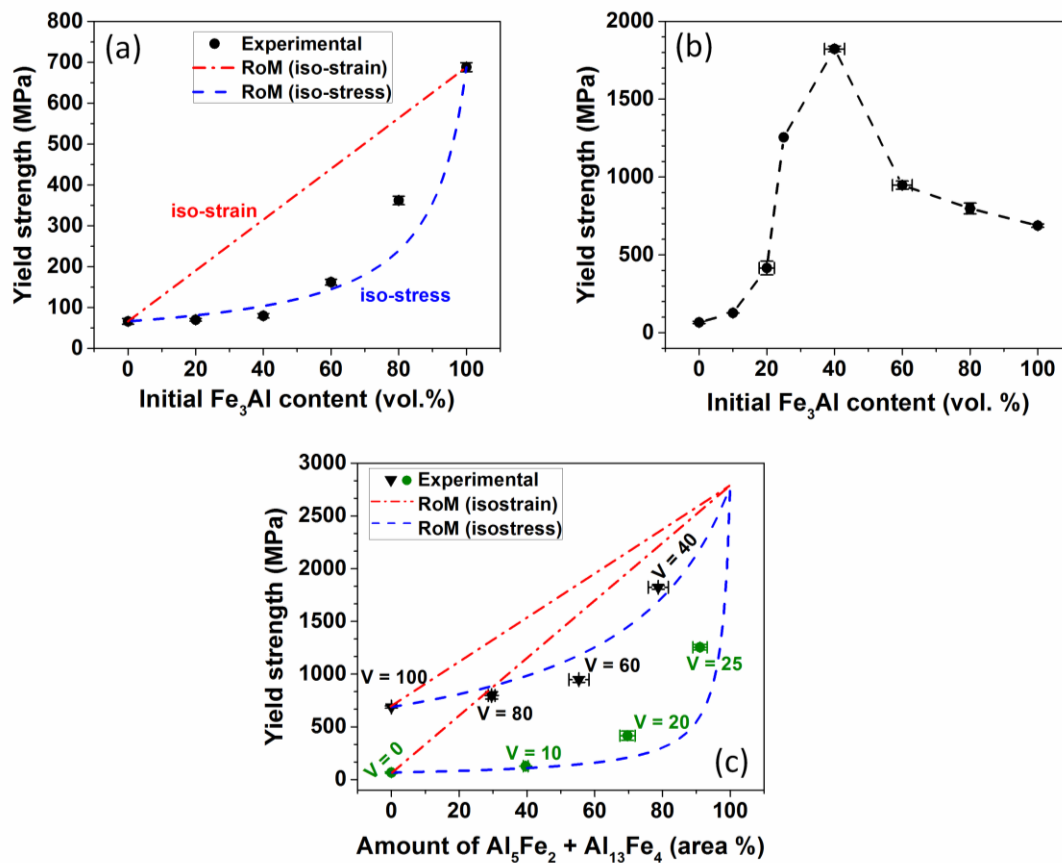 (a)
Experimental
RoM (iso-strain)
RoM (iso-stress)
iso-strain
iso-stress
Yield strength (MPa)
800
700
600
500
400
300
200
100
0
0 20 40 60 80 100
Initial Fe₃Al content (vol.%)
(b)
Yield strength (MPa)
2000
1500
1000
500
0
0 20 40 60 80 100
Initial Fe₃Al content (vol. %)
Experimental
RoM (isostrain)
RoM (isostress)
Yield strength (MPa)
3000
2500
2000
1500
1000
500
0
V = 40
V = 100
V = 60
V = 25
V = 80
V = 20
V = 0
V = 10
(c)
0 20 40 60 80 100
Amount of Al₅Fe₂ + Al₁₃Fe₄ (area %)